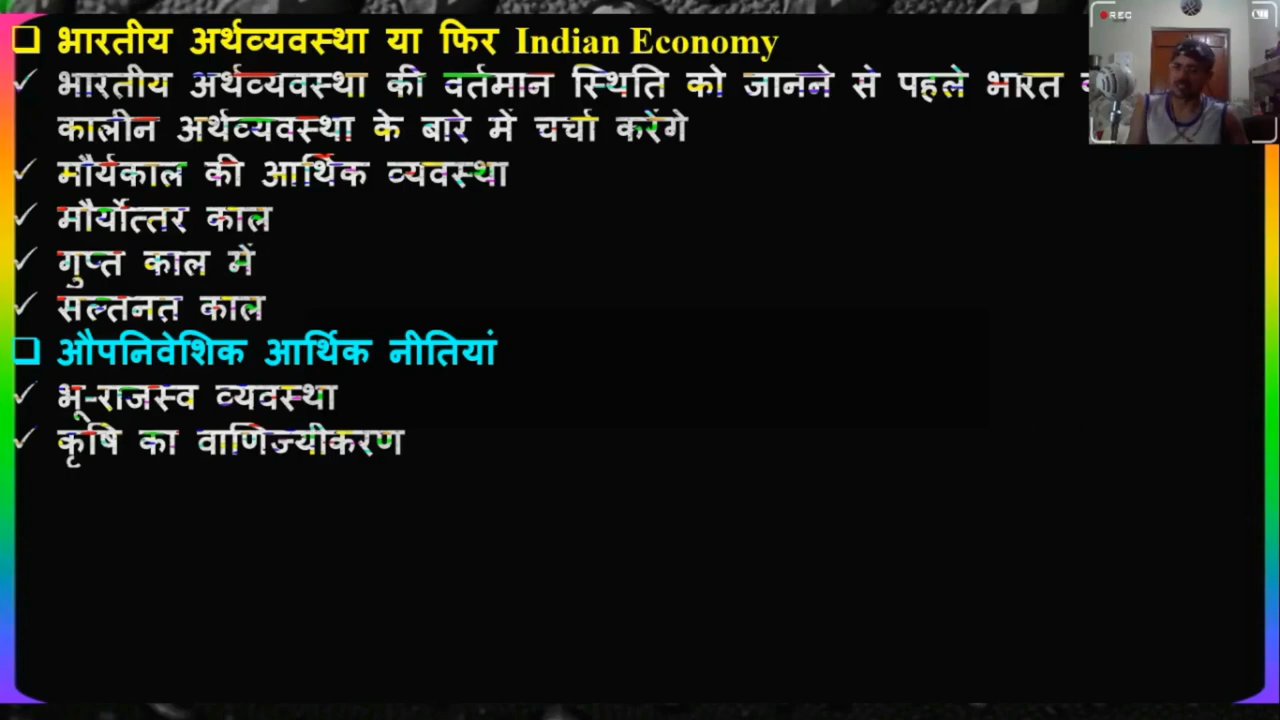 भारतीय अर्थव्यवस्था या फिर Indian Economy
भारतीय अर्थव्यवस्था की वर्तमान स्थिति को जानने से पहले भारत
कालीन अर्थव्यवस्था के बारे में चर्चा करेंगे
मौर्यकाल की आर्थिक व्यवस्था
मौर्योत्तर काल
गुप्त काल में
सल्तनत काल
औपनिवेशिक आर्थिक नीतियां
भू-राजस्व व्यवस्था
कृषि का वाणिज्यीकरण
REC